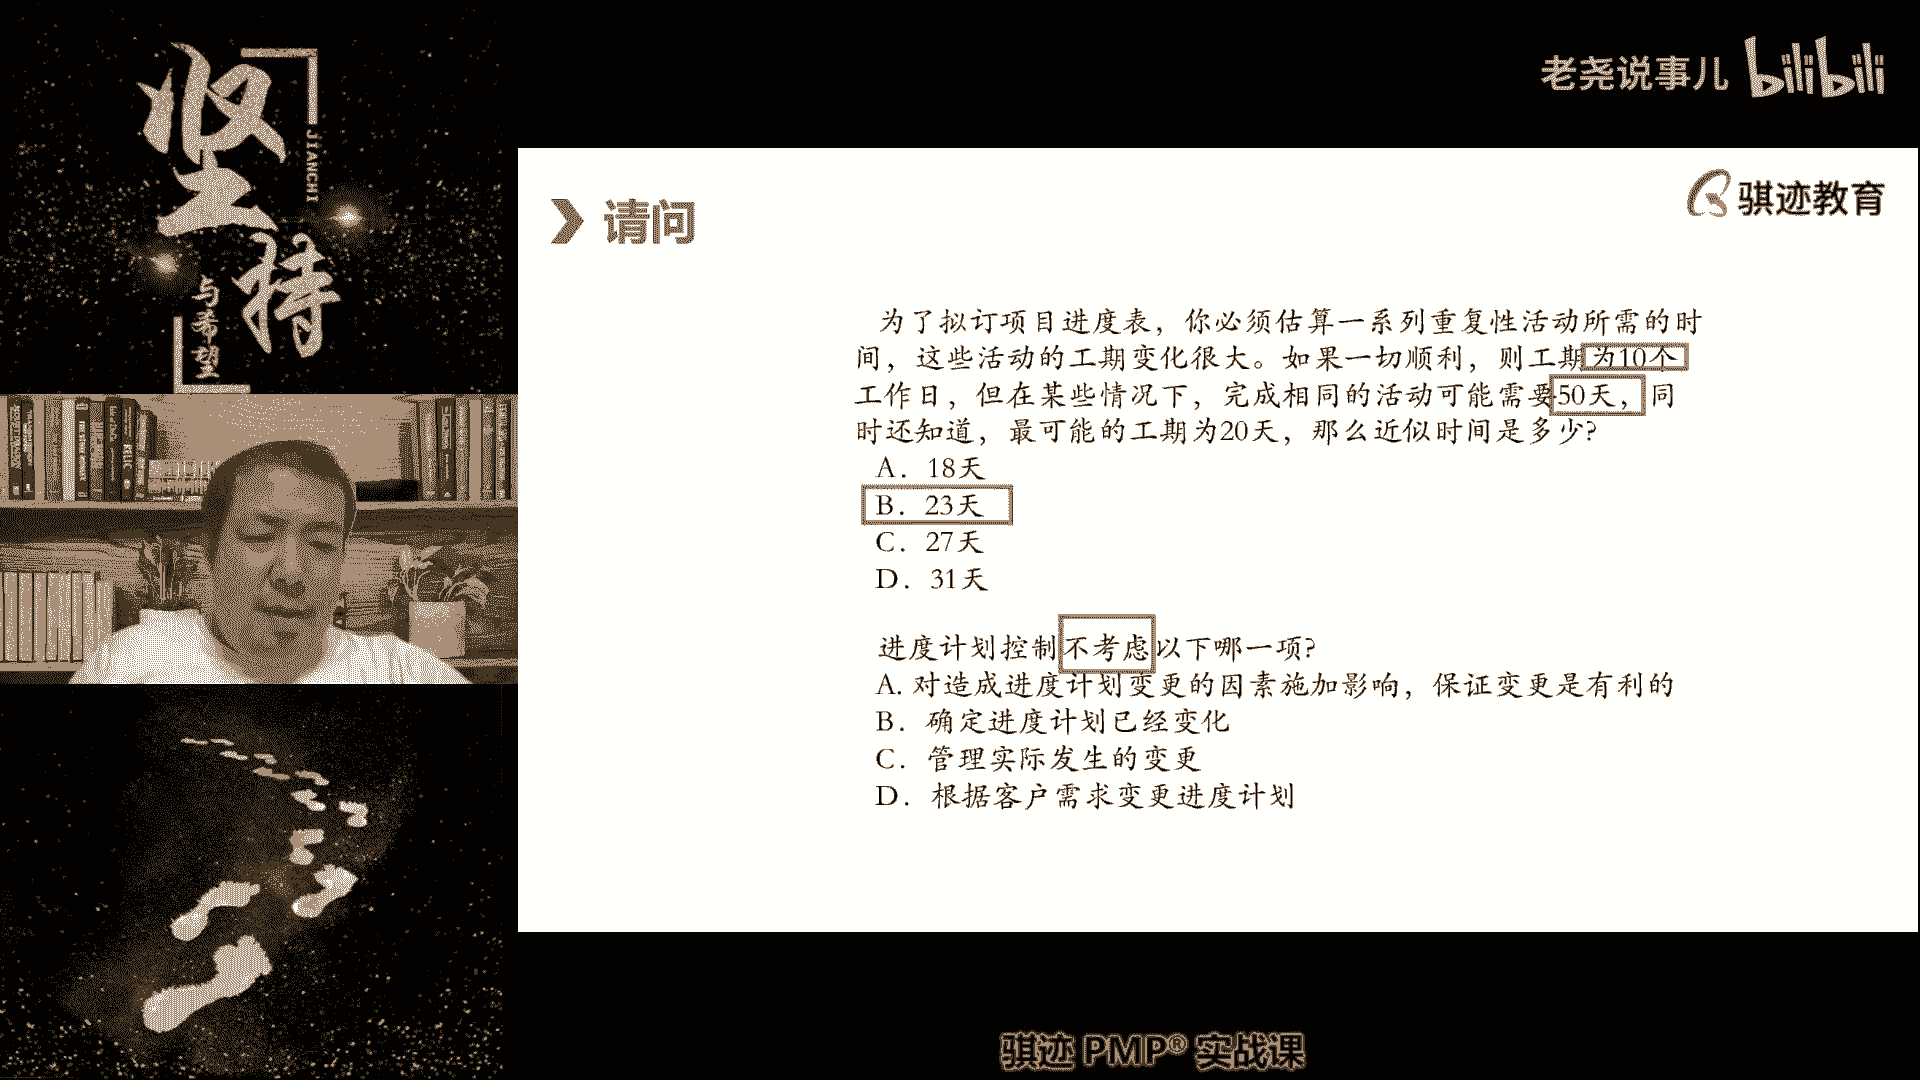 坚持
JIANCHI
与希望
老尧说事儿 bilibili
骐迹教育
请问
为了拟订项目进度表，你必须估算一系列重复性活动所需的时
间，这些活动的工期变化很大。如果一切顺利，则工期为10个
工作日，但在某些情况下，完成相同的活动可能需要50天，同
时还知道，最可能的工期为20天，那么近似时间是多少？
A．18天
B．23天
C．27天
D．31天
进度计划控制不考虑以下哪一项？
A. 对造成进度计划变更的因素施加影响，保证变更是有利的
B．确定进度计划已经变化
C．管理实际发生的变更
D．根据客户需求变更进度计划
骐迹 PMP® 实战课